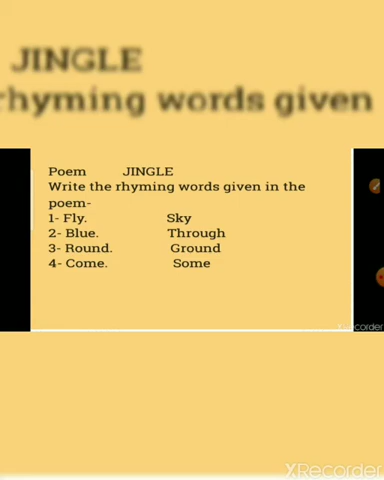 JINGLE
rhyming words given
Poem JINGLE
Write the rhyming words given in the
poem-
1- Fly. Sky
2- Blue. Through
3- Round. Ground
4- Come. Some
XRecorder
XRecorder